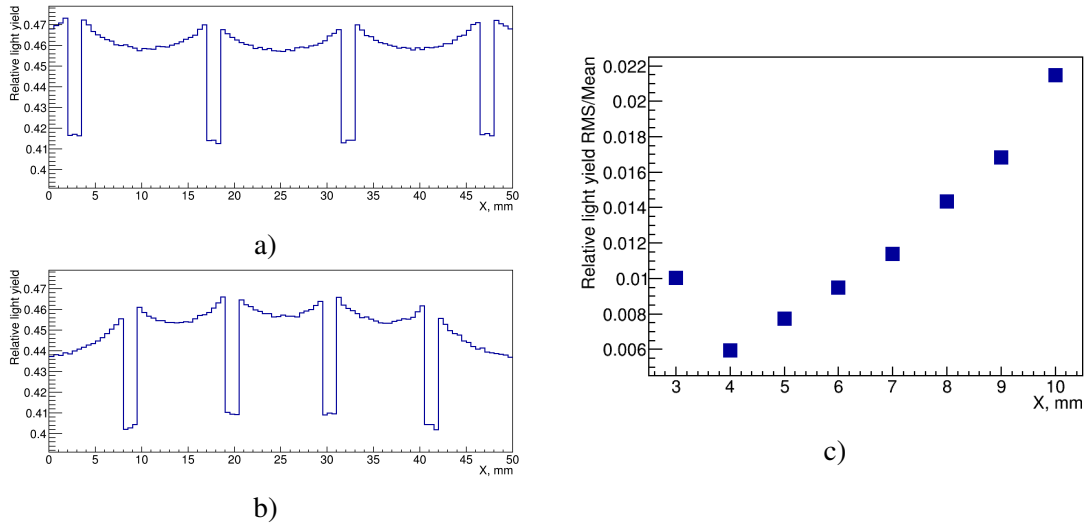 Relative light yield
0.47
0.46
0.45
0.44
0.43
0.42
0.41
0.4
0 5 10 15 20 25 30 35 40 45 50
X, mm
a)
Relative light yield
0.47
0.46
0.45
0.44
0.43
0.42
0.41
0.4
0 5 10 15 20 25 30 35 40 45 50
X, mm
b)
Relative light yield RMS/Mean
0.022
0.02
0.018
0.016
0.014
0.012
0.01
0.008
0.006
3 4 5 6 7 8 9 10
X, mm
c)